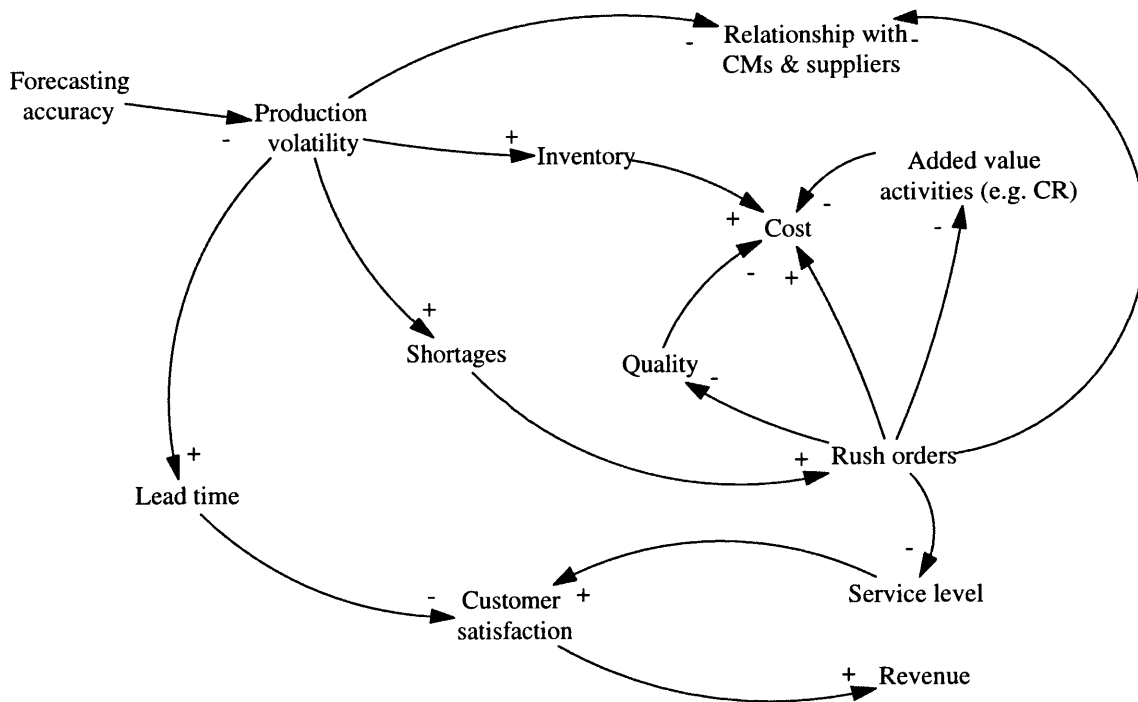 Relationship with
CMs & suppliers
-
-
Forecasting
accuracy
Production
volatility
-
+
Inventory
Added value
activities (e.g. CR)
+
-
-
Cost
-
+
+
Shortages
Quality
-
+
Rush orders
+
Lead time
-
Service level
-
Customer
satisfaction
+
+
Revenue